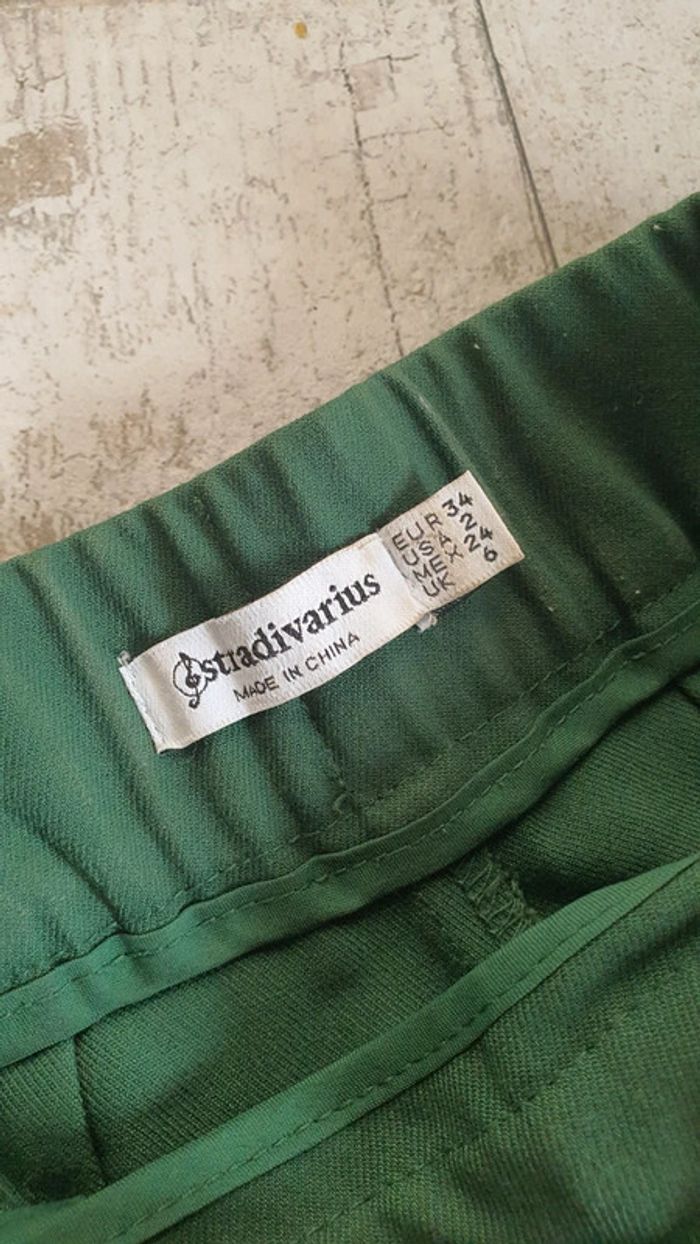 stradivarius
MADE IN CHINA
EUR 34
USA 2
MEX 24
UK 6